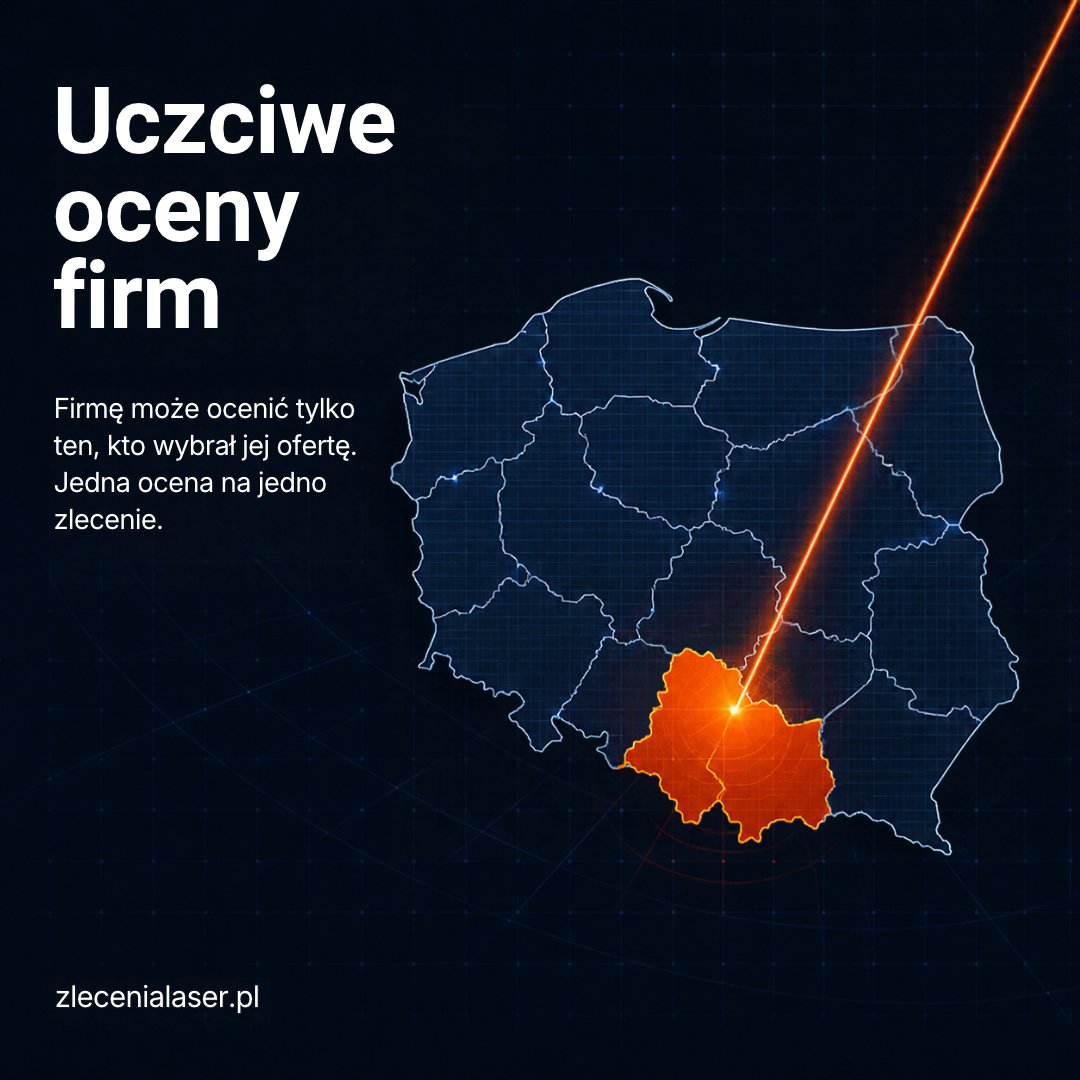 Uczciwe
oceny
firm
Firmę może ocenić tylko
ten, kto wybrał jej ofertę.
Jedna ocena na jedno
zlecenie.
zlecenialaser.pl